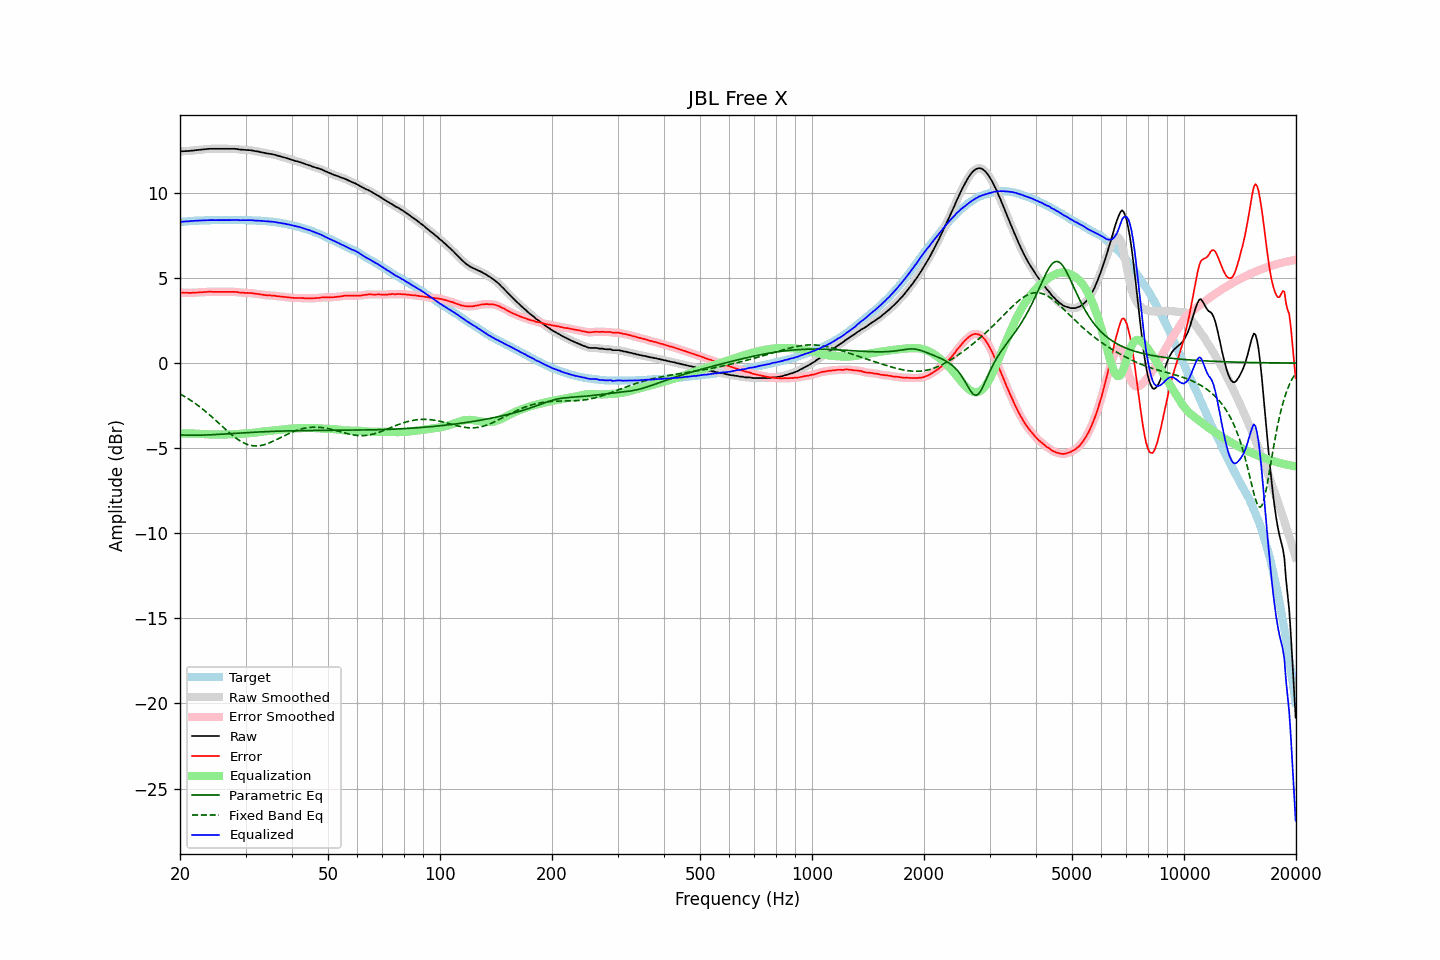 JBL Free X
Amplitude (dBr)
10
5
0
−5
−10
−15
−20
−25
Target
Raw Smoothed
Error Smoothed
Raw
Error
Equalization
Parametric Eq
Fixed Band Eq
Equalized
20 50 100 200 500 1000 2000 5000 10000 20000
Frequency (Hz)